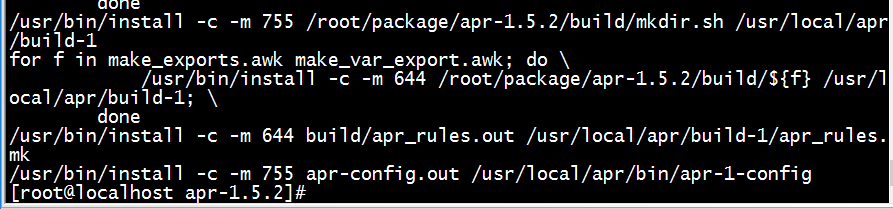 done
/usr/bin/install -c -m 755 /root/package/apr-1.5.2/build/mkdir.sh /usr/local/apr
/build-1
for f in make_exports.awk make_var_export.awk; do \
/usr/bin/install -c -m 644 /root/package/apr-1.5.2/build/${f} /usr/l
ocal/apr/build-1; \
done
/usr/bin/install -c -m 644 build/apr_rules.out /usr/local/apr/build-1/apr_rules.
mk
/usr/bin/install -c -m 755 apr-config.out /usr/local/apr/bin/apr-1-config
[root@localhost apr-1.5.2]#